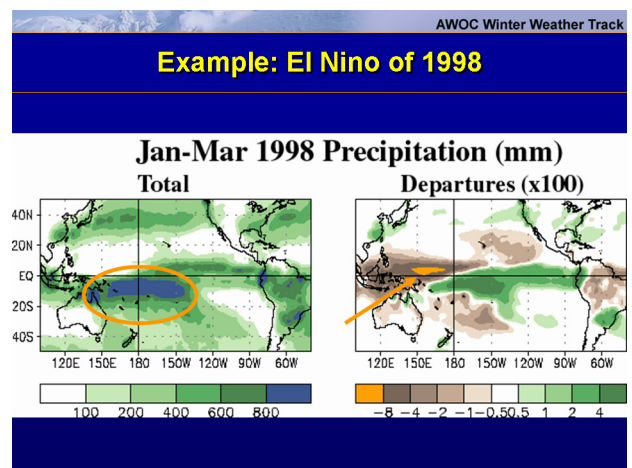 AWOC Winter Weather Track
Example: El Nino of 1998
Jan-Mar 1998 Precipitation (mm)
Total
Departures (x100)
40N
20N
EQ
20S
40S
120E 150E 180 150W 120W 90W 60W
120E 150E 180 150W 120W 90W 60W
100 200 400 600 800
-8 -4 -2 -1 -0.5 0.5 1 2 4